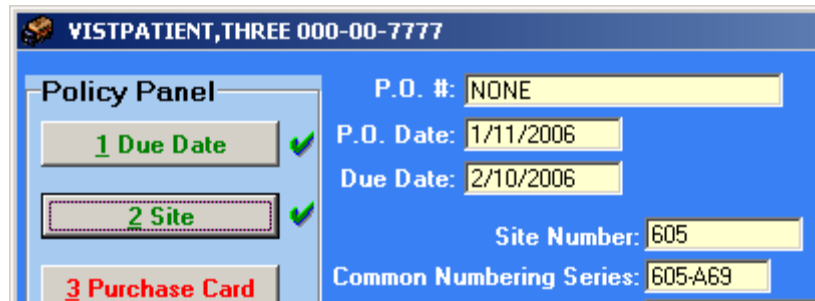 VISTPATIENT,THREE 000-00-7777
Policy Panel
1 Due Date
2 Site
3 Purchase Card
P.O. #: NONE
P.O. Date: 1/11/2006
Due Date: 2/10/2006
Site Number: 605
Common Numbering Series: 605-A69